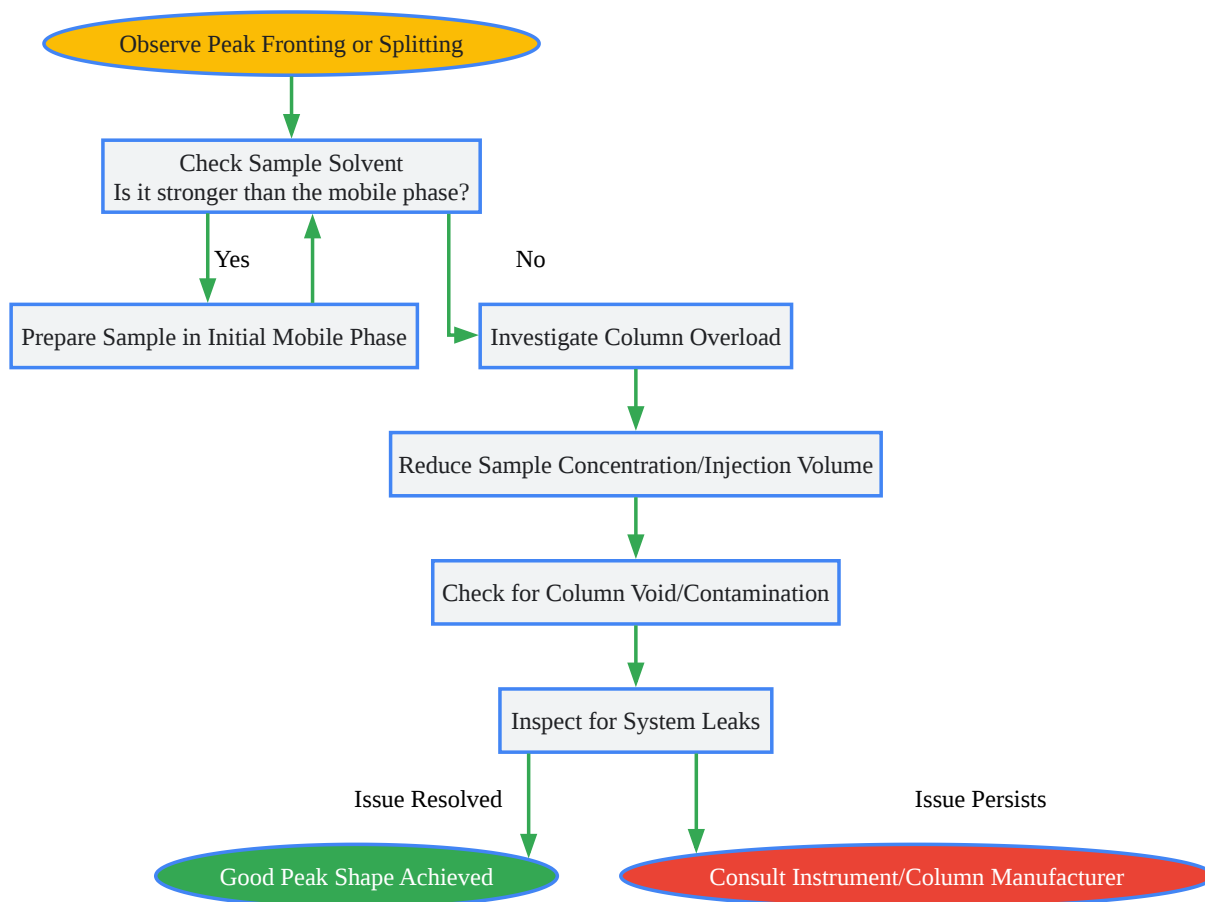 Observe Peak Fronting or Splitting
Check Sample Solvent
Is it stronger than the mobile phase?
Yes
No
Prepare Sample in Initial Mobile Phase
Investigate Column Overload
Reduce Sample Concentration/Injection Volume
Check for Column Void/Contamination
Inspect for System Leaks
Issue Resolved
Issue Persists
Good Peak Shape Achieved
Consult Instrument/Column Manufacturer